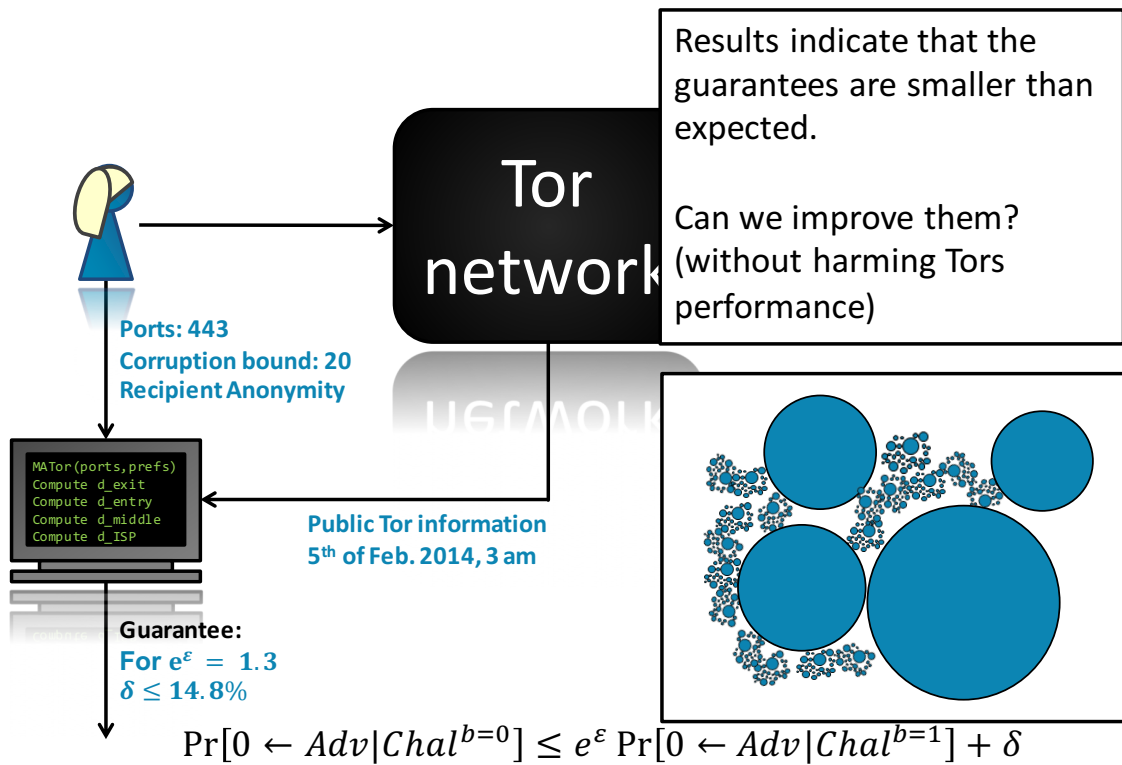 Results indicate that the
guarantees are smaller than
expected.
Can we improve them?
(without harming Tors
performance)
Tor
network
Ports: 443
Corruption bound: 20
Recipient Anonymity
MATor(ports,prefs)
Compute d_exit
Compute d_entry
Compute d_middle
Compute d_ISP
Public Tor information
5th of Feb. 2014, 3 am
Guarantee:
For e^ε = 1.3
δ ≤ 14.8%
Pr[0 ← Adv|Chal^{b=0}] ≤ e^ε Pr[0 ← Adv|Chal^{b=1}] + δ